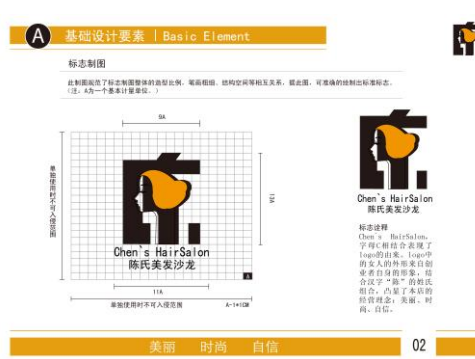 A
基础设计要素 | Basic Element
标志制图
此制图规范了标志制图整体的造型比例、笔画粗细、结构空间等相互关系，据此图，可准确的绘制出标准标志。
（注：A为一个基本计量单位。）
9A
单独使用时不可入侵范围
13A
Chen`s HairSalon
陈氏美发沙龙
A
11A
单独使用时不可入侵范围
A-1*1CM
Chen`s HairSalon
陈氏美发沙龙
标志诠释
Chen`s HairSalon，
字母C相结合表现了
logo的由来。logo中
的女人的外形来自创
业者自身的形象，结
合汉字“陈”的姓氏
组合，凸显了本店的
经营理念：美丽、时
尚、自信。
美丽 时尚 自信
02